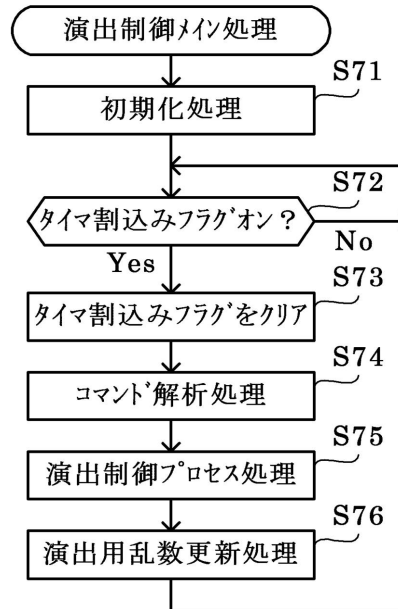 演出制御メイン処理
S71
初期化処理
S72
タイマ割込みフラグオン？
No
Yes
S73
タイマ割込みフラグをクリア
S74
コマンド解析処理
S75
演出制御プロセス処理
S76
演出用乱数更新処理